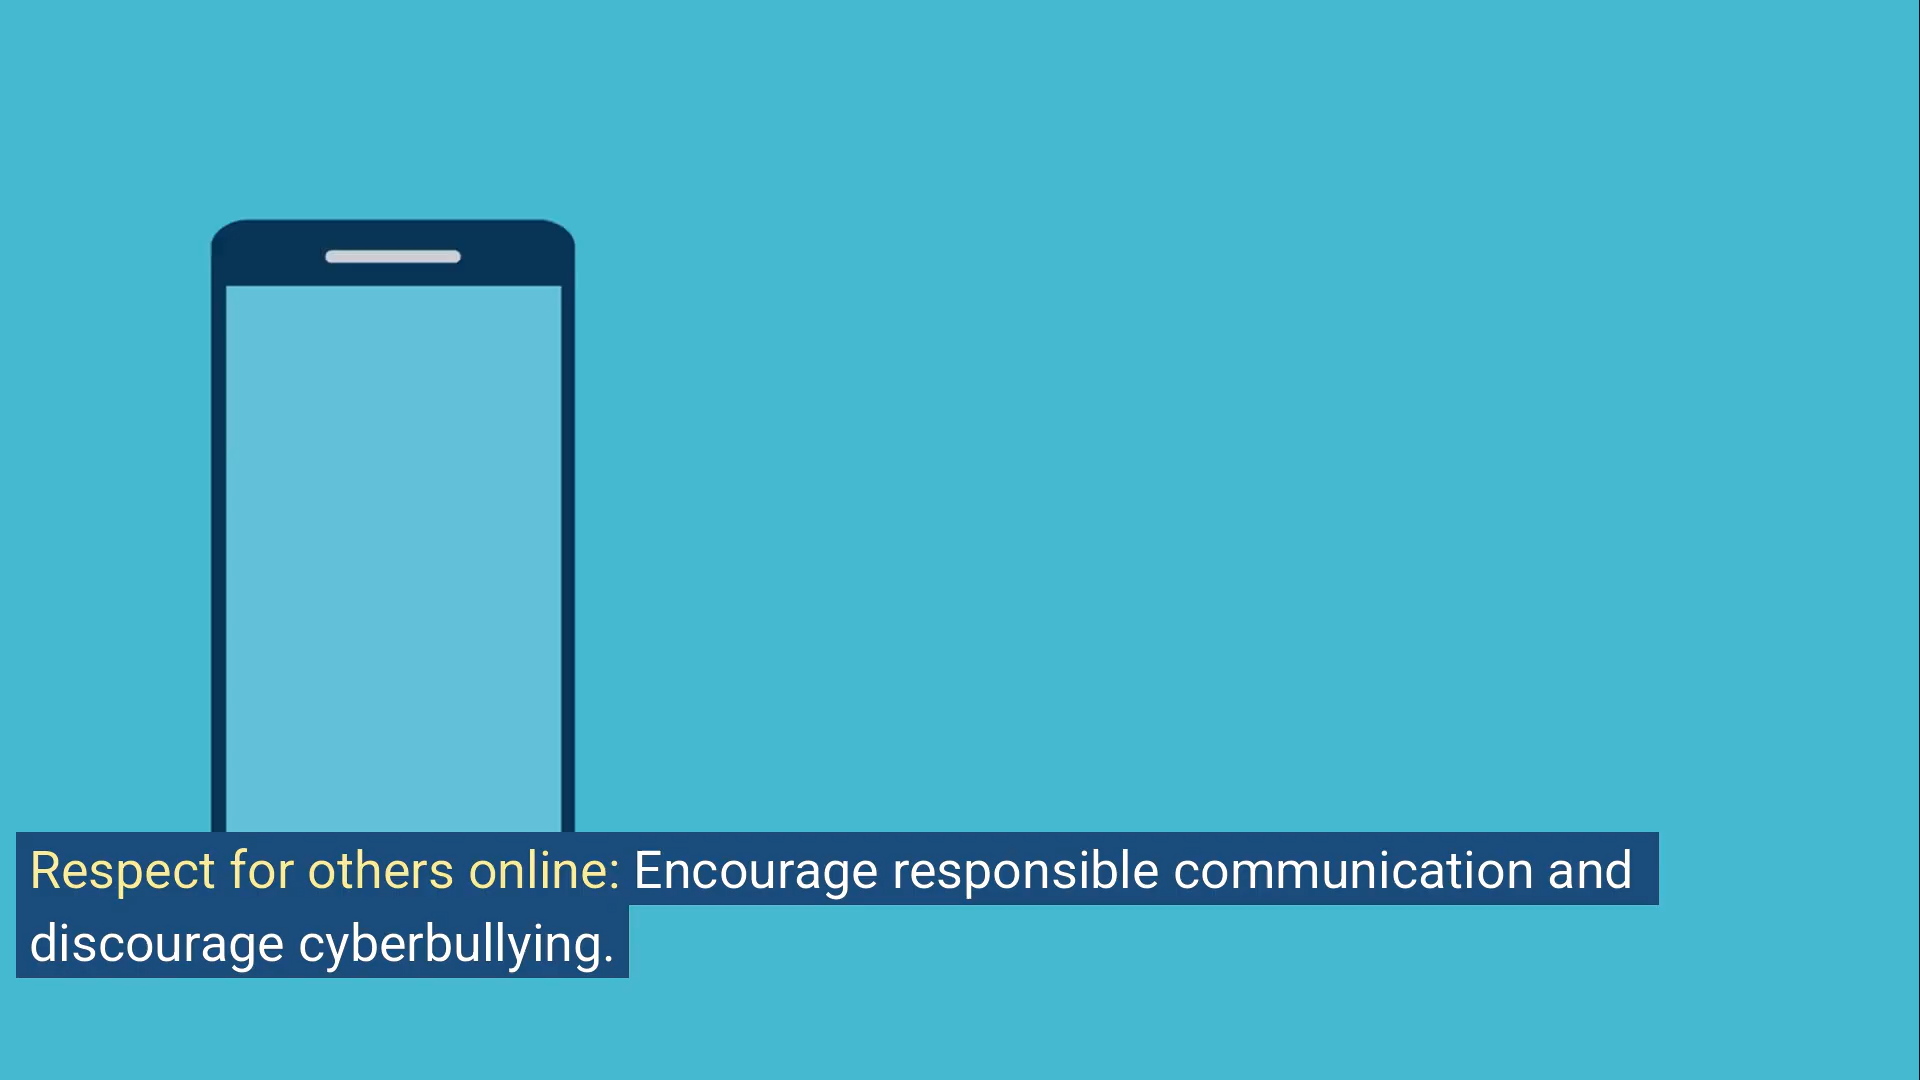 Respect for others online: Encourage responsible communication and
discourage cyberbullying.